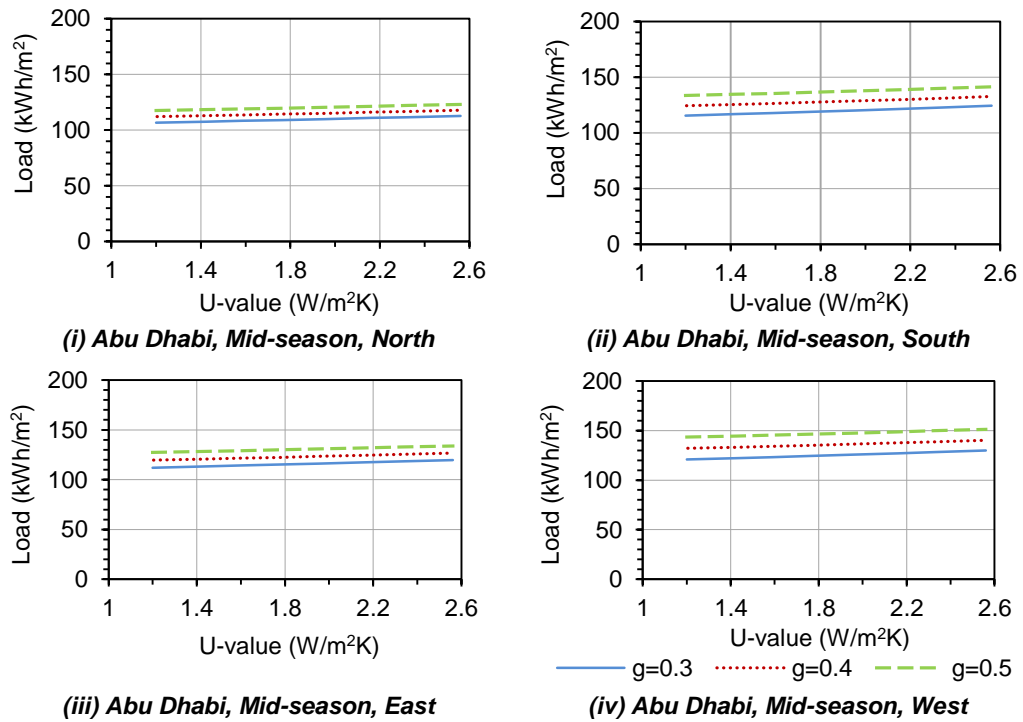 200
150
100
50
0
Load (kWh/m²)
1 1.4 1.8 2.2 2.6
U-value (W/m²K)
(i) Abu Dhabi, Mid-season, North
200
150
100
50
0
Load (kWh/m²)
1 1.4 1.8 2.2 2.6
U-value (W/m²K)
(ii) Abu Dhabi, Mid-season, South
200
150
100
50
0
Load (kWh/m²)
1 1.4 1.8 2.2 2.6
U-value (W/m²K)
(iii) Abu Dhabi, Mid-season, East
200
150
100
50
0
Load (kWh/m²)
1 1.4 1.8 2.2 2.6
U-value (W/m²K)
g=0.3 g=0.4 g=0.5
(iv) Abu Dhabi, Mid-season, West